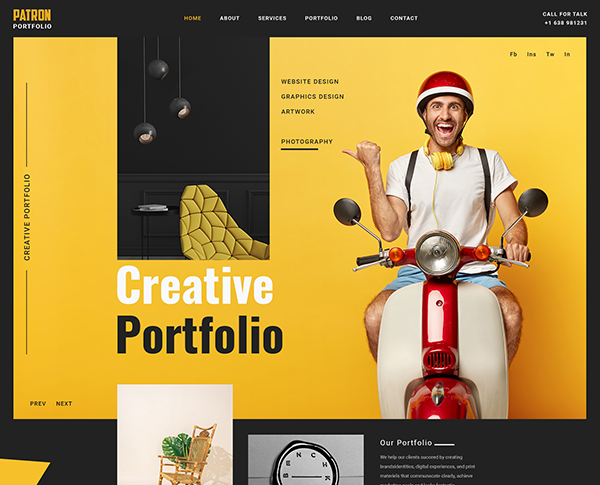 PATRON
PORTFOLIO
HOME
ABOUT
SERVICES
PORTFOLIO
BLOG
CONTACT
CALL FOR TALK
+1 638 981231
Fb
Ins
Tw
In
WEBSITE DESIGN
GRAPHICS DESIGN
ARTWORK
PHOTOGRAPHY
CREATIVE PORTFOLIO
Creative
Portfolio
PREV
NEXT
BENCH
Our Portfolio
We help our clients succeed by creating
brandsidentities, digital experiences, and print
materials that communicate clearly, achieve